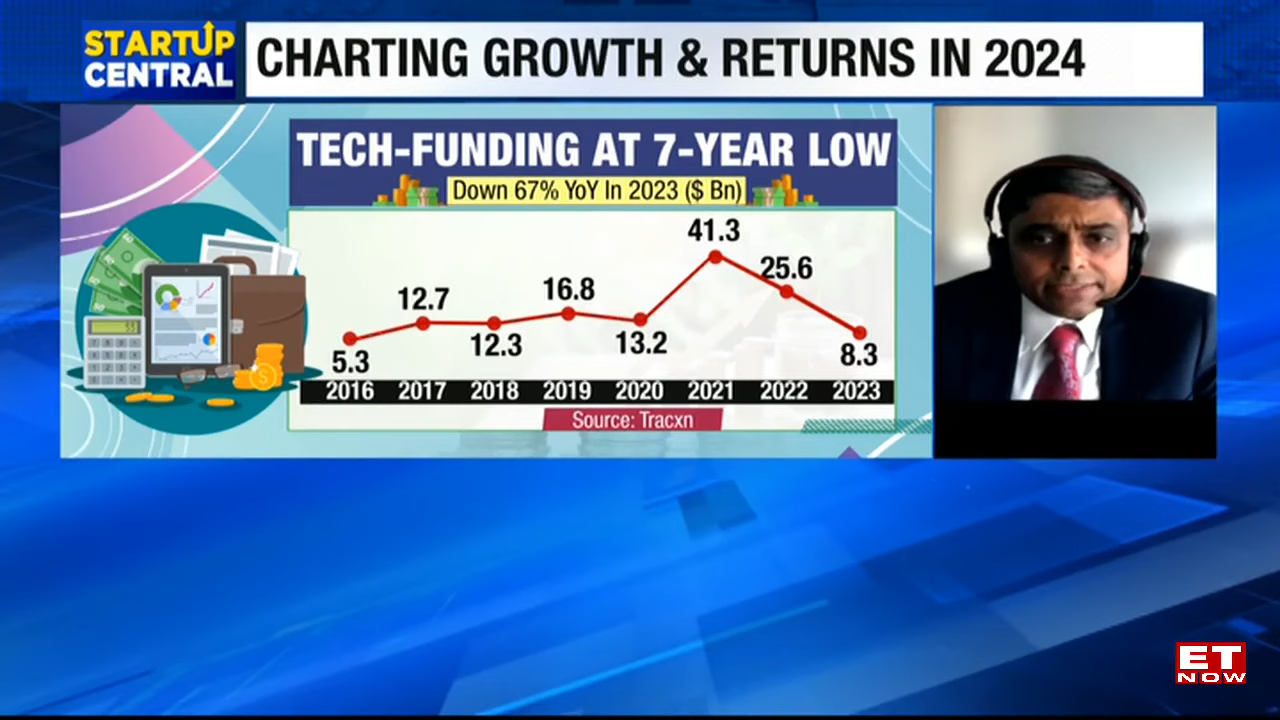 STARTUP
CENTRAL
CHARTING GROWTH & RETURNS IN 2024
TECH-FUNDING AT 7-YEAR LOW
Down 67% YoY In 2023 ($ Bn)
41.3
25.6
16.8
12.7
12.3
13.2
5.3
8.3
2016 2017 2018 2019 2020 2021 2022 2023
Source: Tracxn
ET
NOW